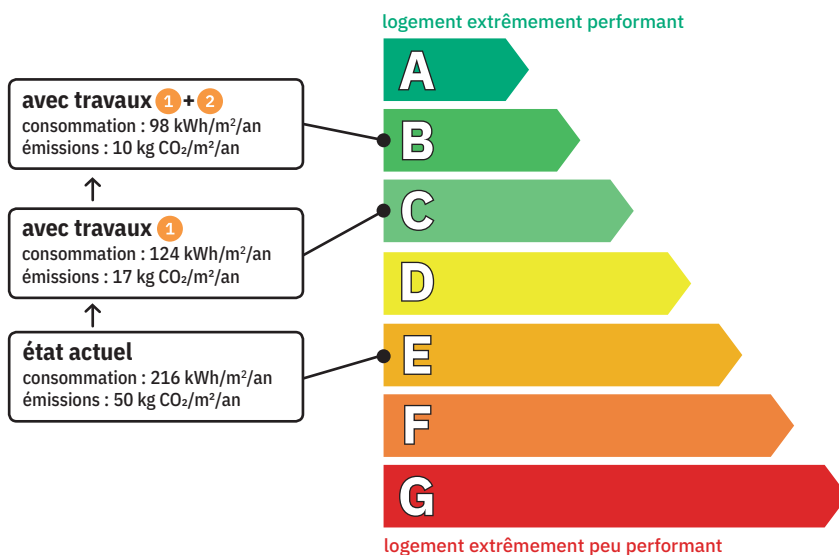 logement extrêmement performant
avec travaux 1 + 2
consommation : 98 kWh/m²/an
émissions : 10 kg CO₂/m²/an
avec travaux 1
consommation : 124 kWh/m²/an
émissions : 17 kg CO₂/m²/an
état actuel
consommation : 216 kWh/m²/an
émissions : 50 kg CO₂/m²/an
A
B
C
D
E
F
G
logement extrêmement peu performant